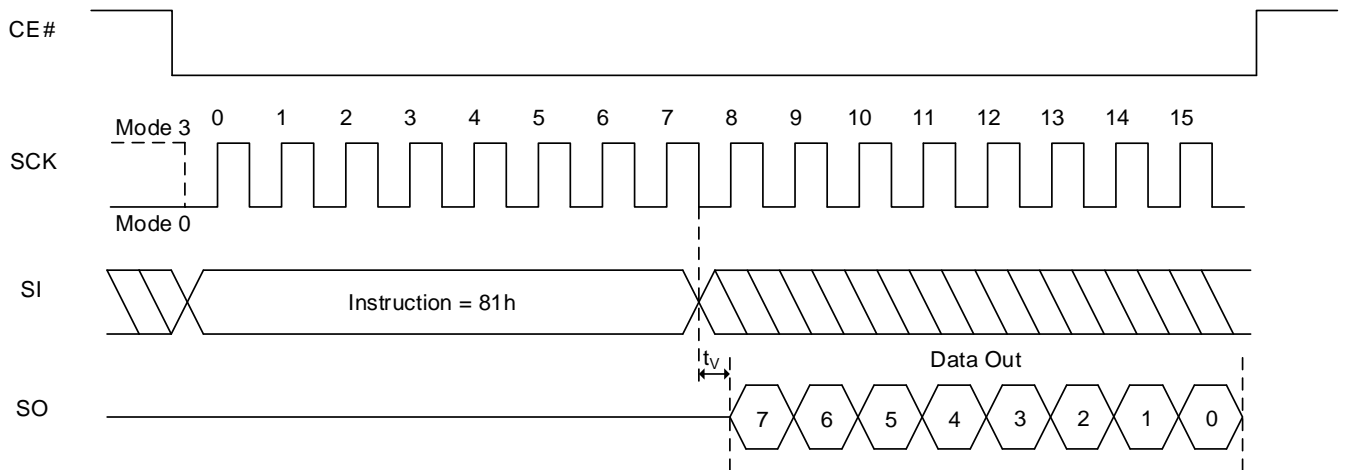 CE#
0 1 2 3 4 5 6 7 8 9 10 11 12 13 14 15
Mode 3
SCK
Mode 0
SI
Instruction = 81h
tV
Data Out
SO
7 6 5 4 3 2 1 0